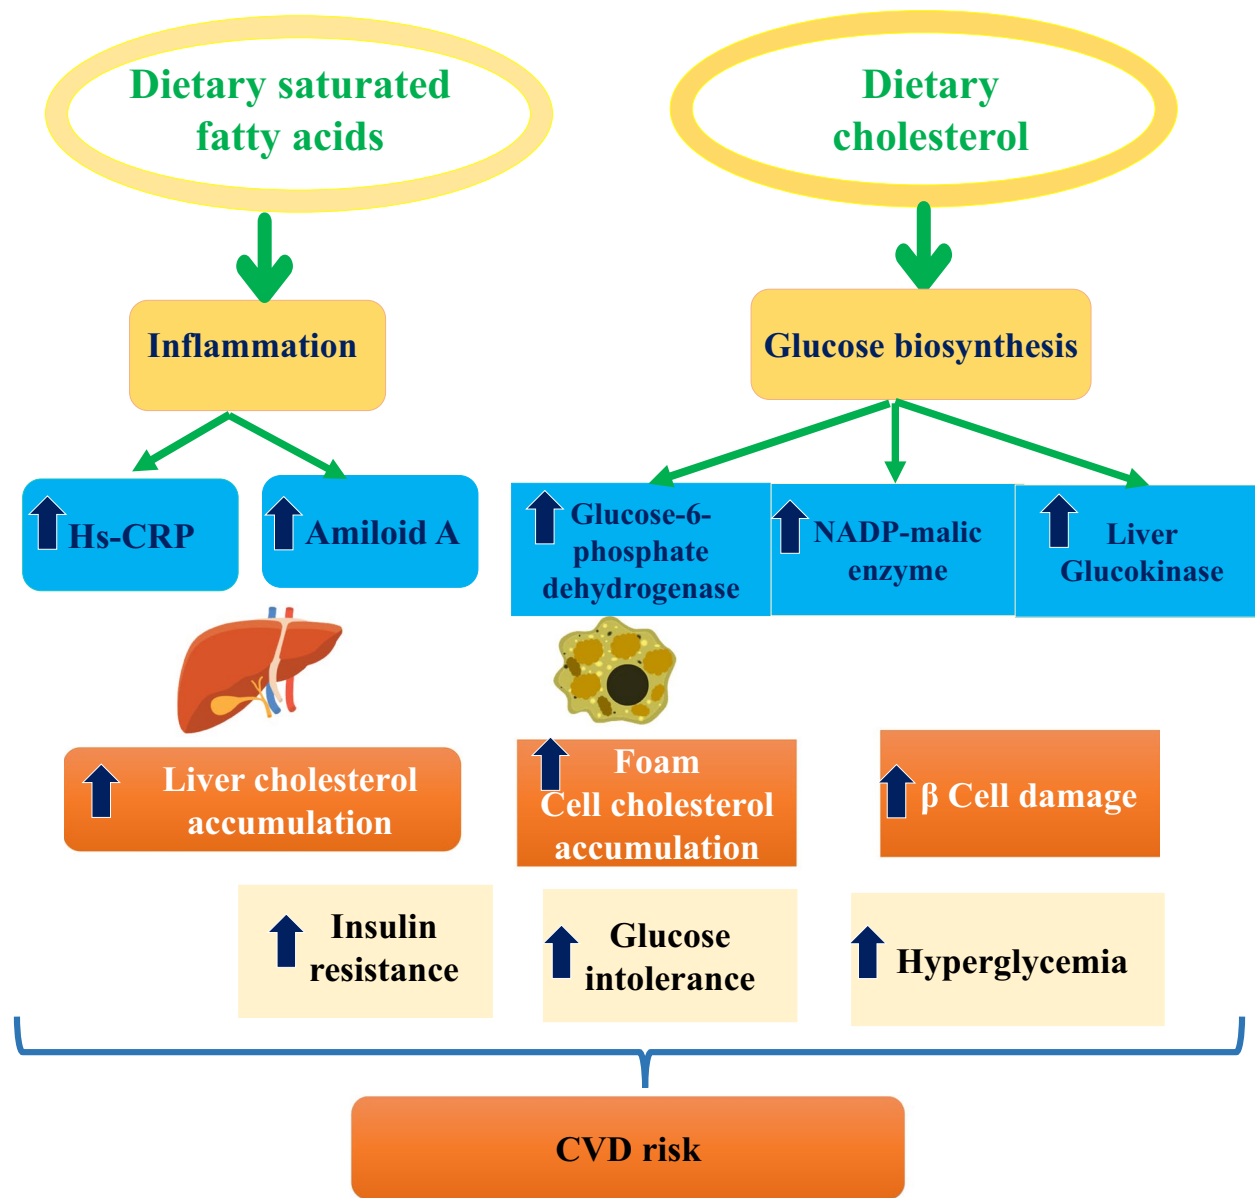 Dietary saturated
fatty acids
Dietary
cholesterol
Inflammation
Glucose biosynthesis
Hs-CRP
Amiloid A
Glucose-6-
phosphate
dehydrogenase
NADP-malic
enzyme
Liver
Glucokinase
Liver cholesterol
accumulation
Foam
Cell cholesterol
accumulation
β Cell damage
Insulin
resistance
Glucose
intolerance
Hyperglycemia
CVD risk